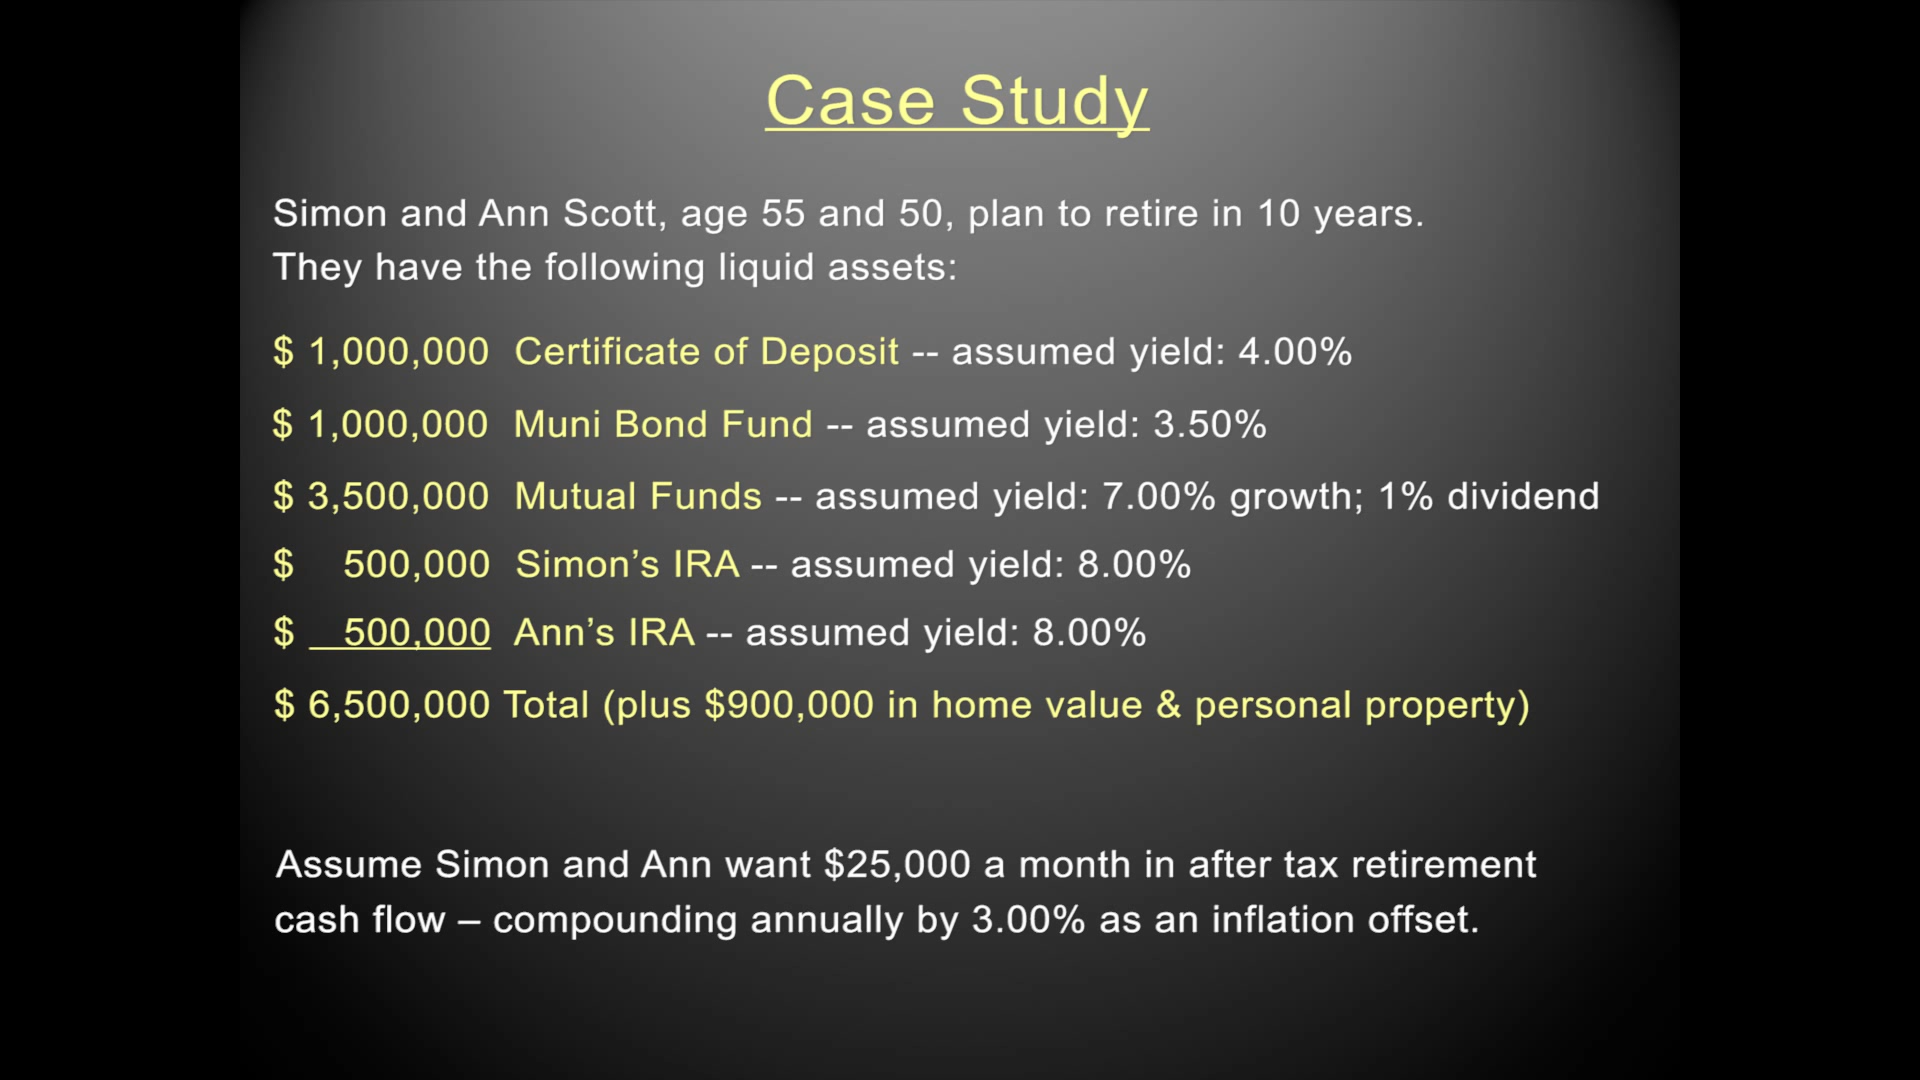 Case Study
Simon and Ann Scott, age 55 and 50, plan to retire in 10 years.
They have the following liquid assets:
$ 1,000,000 Certificate of Deposit -- assumed yield: 4.00%
$ 1,000,000 Muni Bond Fund -- assumed yield: 3.50%
$ 3,500,000 Mutual Funds -- assumed yield: 7.00% growth; 1% dividend
$ 500,000 Simon’s IRA -- assumed yield: 8.00%
$ 500,000 Ann’s IRA -- assumed yield: 8.00%
$ 6,500,000 Total (plus $900,000 in home value & personal property)
Assume Simon and Ann want $25,000 a month in after tax retirement
cash flow – compounding annually by 3.00% as an inflation offset.